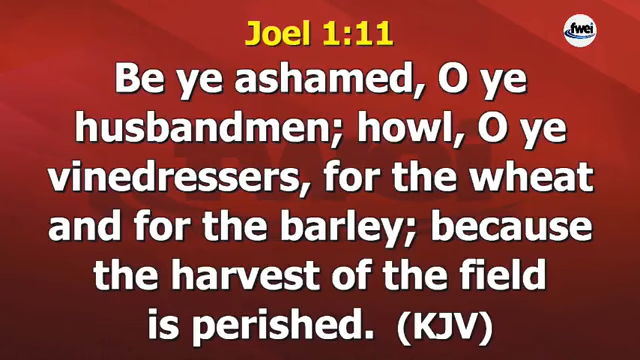 Joel 1:11
fwei
Be ye ashamed, O ye
husbandmen; howl, O ye
vinedressers, for the wheat
and for the barley; because
the harvest of the field
is perished. (KJV)